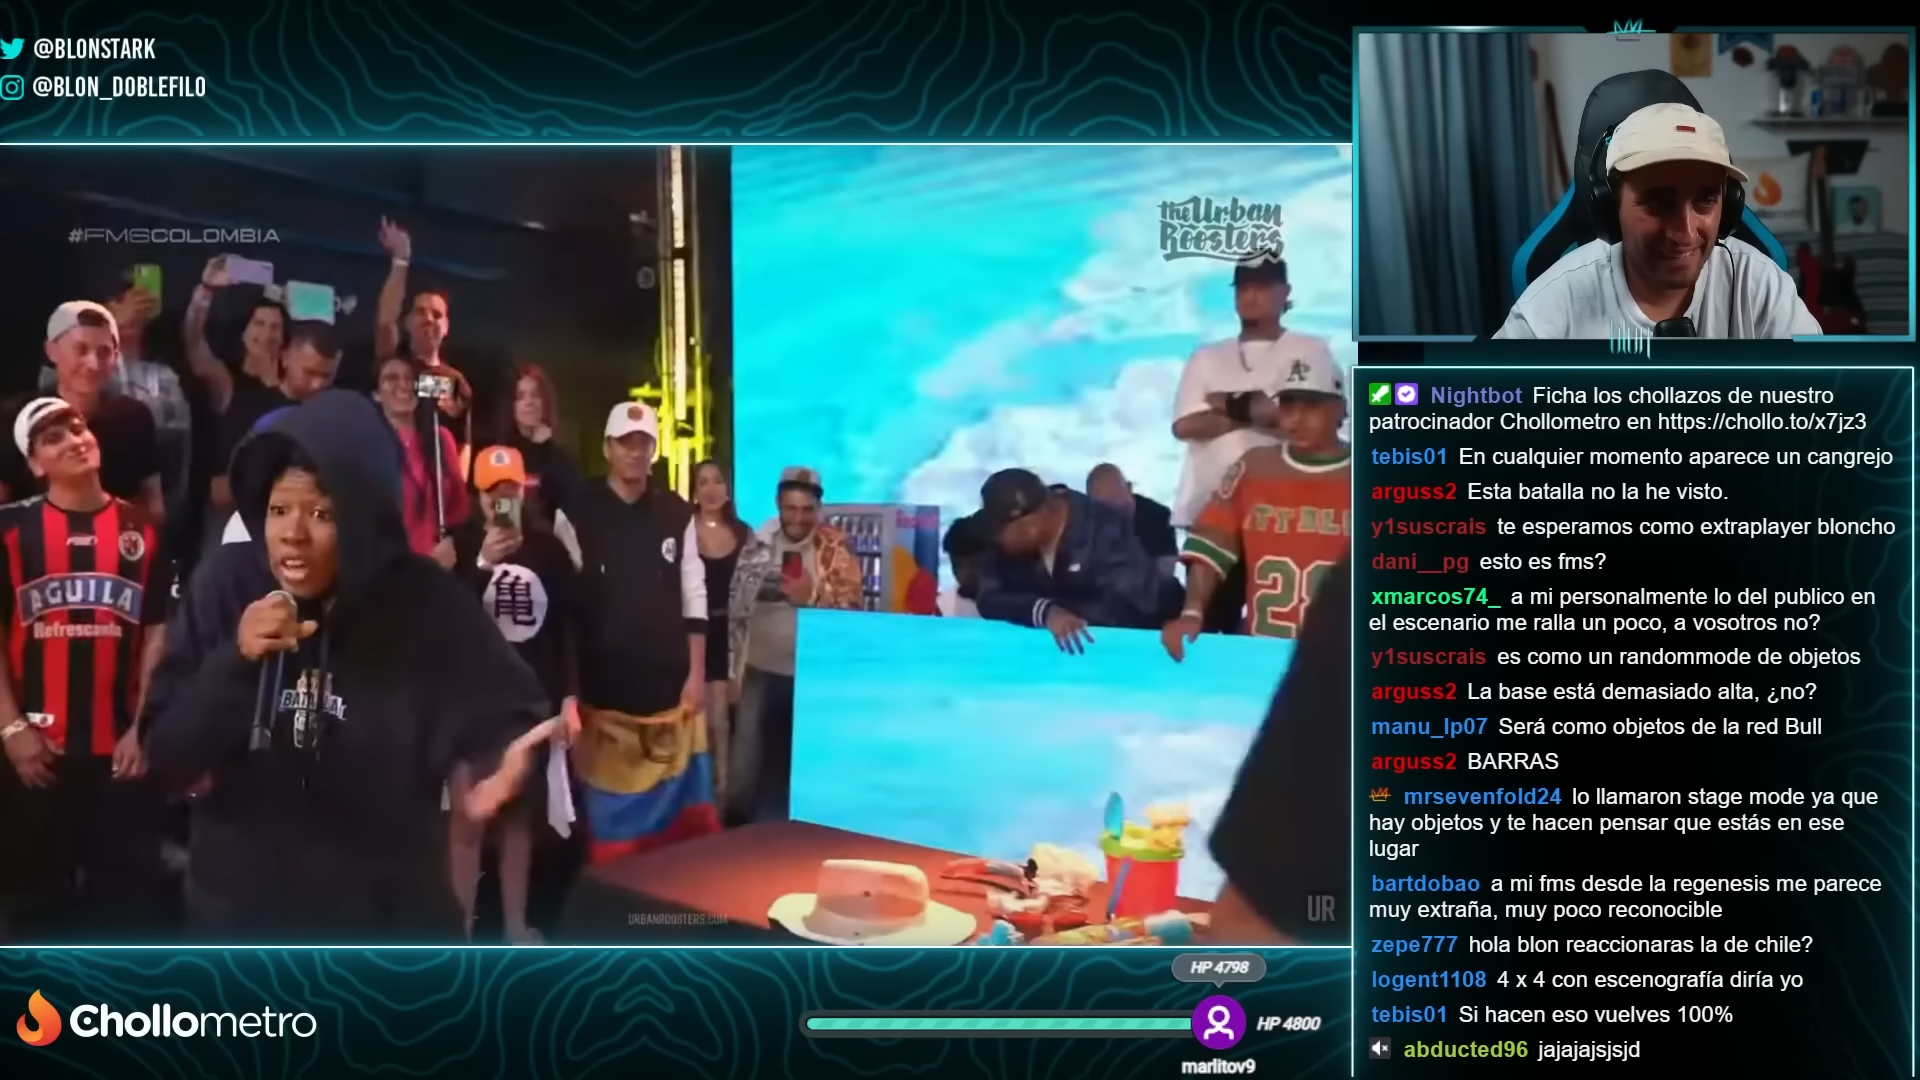 @BLONSTARK
@BLON_DOBLEFILO
#FMSCOLOMBIA
the Urban
Roosters
AGUILA
Refrescante
亀
A's
URBANROOSTERS.COM
UR
Chollometro
HP 4798
HP 4800
marlitov9
Nightbot Ficha los chollazos de nuestro
patrocinador Chollometro en https://chollo.to/x7jz3
tebis01 En cualquier momento aparece un cangrejo
arguss2 Esta batalla no la he visto.
y1suscrais te esperamos como extraplayer bloncho
dani__pg esto es fms?
xmarcos74_ a mi personalmente lo del publico en
el escenario me ralla un poco, a vosotros no?
y1suscrais es como un randommode de objetos
arguss2 La base está demasiado alta, ¿no?
manu_lp07 Será como objetos de la red Bull
arguss2 BARRAS
mrsevenfold24 lo llamaron stage mode ya que
hay objetos y te hacen pensar que estás en ese
lugar
bartdobao a mi fms desde la regenesis me parece
muy extraña, muy poco reconocible
zepe777 hola blon reaccionaras la de chile?
logent1108 4 x 4 con escenografía diría yo
tebis01 Si hacen eso vuelves 100%
abducted96 jajajajsjsjd